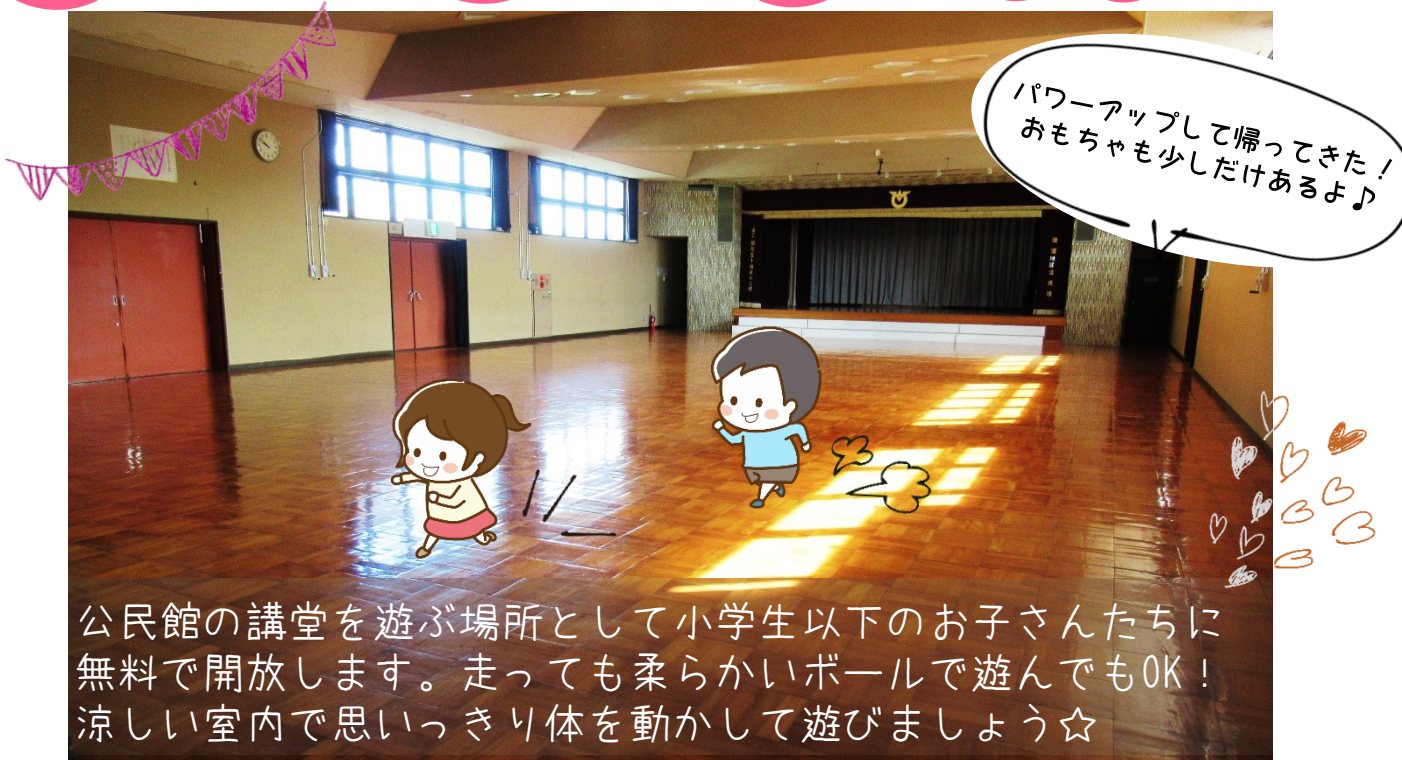 パワーアップして帰ってきた!
おもちゃも少しだけあるよ♪
公民館の講堂を遊ぶ場所として小学生以下のお子さんたちに
無料で開放します。走っても柔らかいボールで遊んでもOK!
涼しい室内で思いっきり体を動かして遊びましょう☆